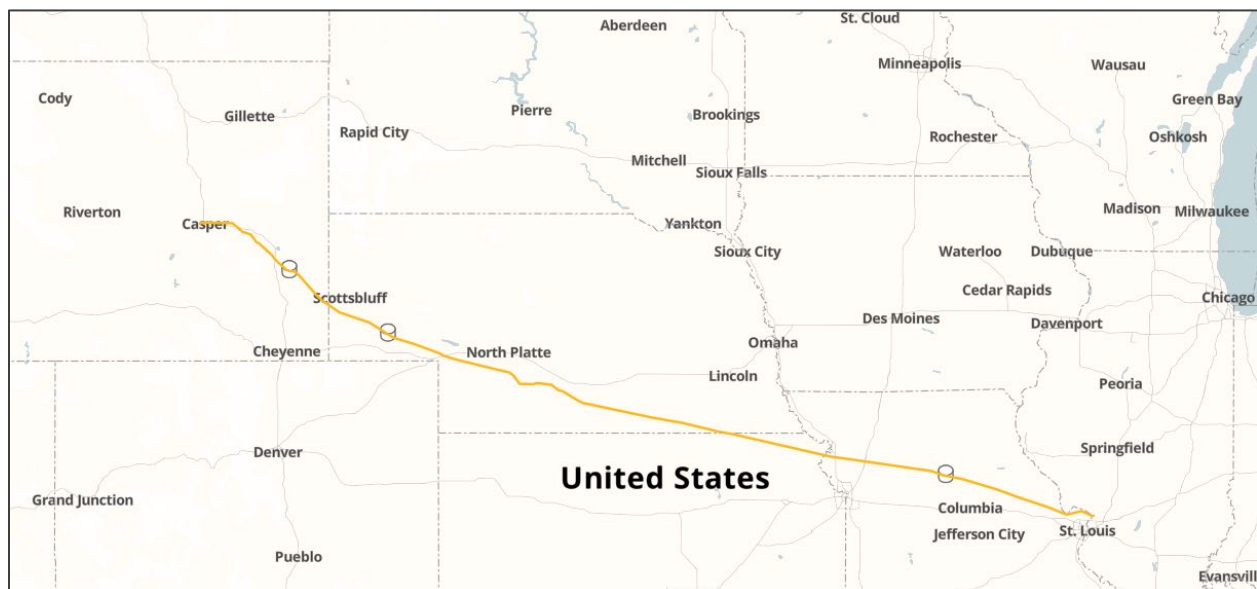 Aberdeen
St. Cloud
Minneapolis
Wausau
Cody
Green Bay
Gillette
Pierre
Brookings
Rapid City
Rochester
Oshkosh
Mitchell
Sioux Falls
Riverton
Casper
Yankton
Madison
Milwaukee
Sioux City
Waterloo
Dubuque
Scottsbluff
Cedar Rapids
Chicago
Des Moines
Davenport
Cheyenne
North Platte
Omaha
Lincoln
Peoria
Denver
Springfield
United States
Grand Junction
Columbia
Jefferson City
St. Louis
Pueblo
Evansvill